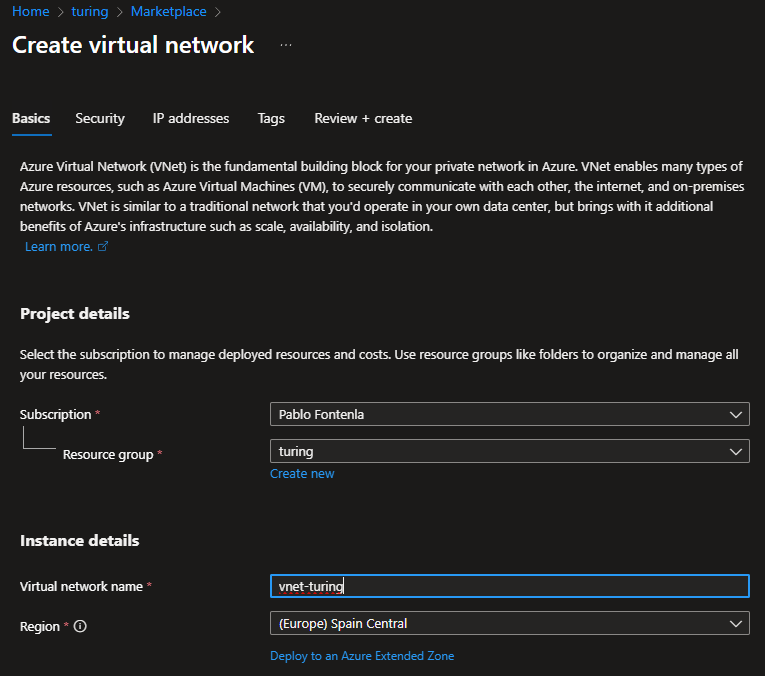 Home > turing > Marketplace >
Create virtual network ...
Basics Security IP addresses Tags Review + create
Azure Virtual Network (VNet) is the fundamental building block for your private network in Azure. VNet enables many types of
Azure resources, such as Azure Virtual Machines (VM), to securely communicate with each other, the internet, and on-premises
networks. VNet is similar to a traditional network that you'd operate in your own data center, but brings with it additional
benefits of Azure's infrastructure such as scale, availability, and isolation.
Learn more.
Project details
Select the subscription to manage deployed resources and costs. Use resource groups like folders to organize and manage all
your resources.
Subscription * Pablo Fontenla
Resource group * turing
Create new
Instance details
Virtual network name * vnet-turing
Region * (Europe) Spain Central
Deploy to an Azure Extended Zone